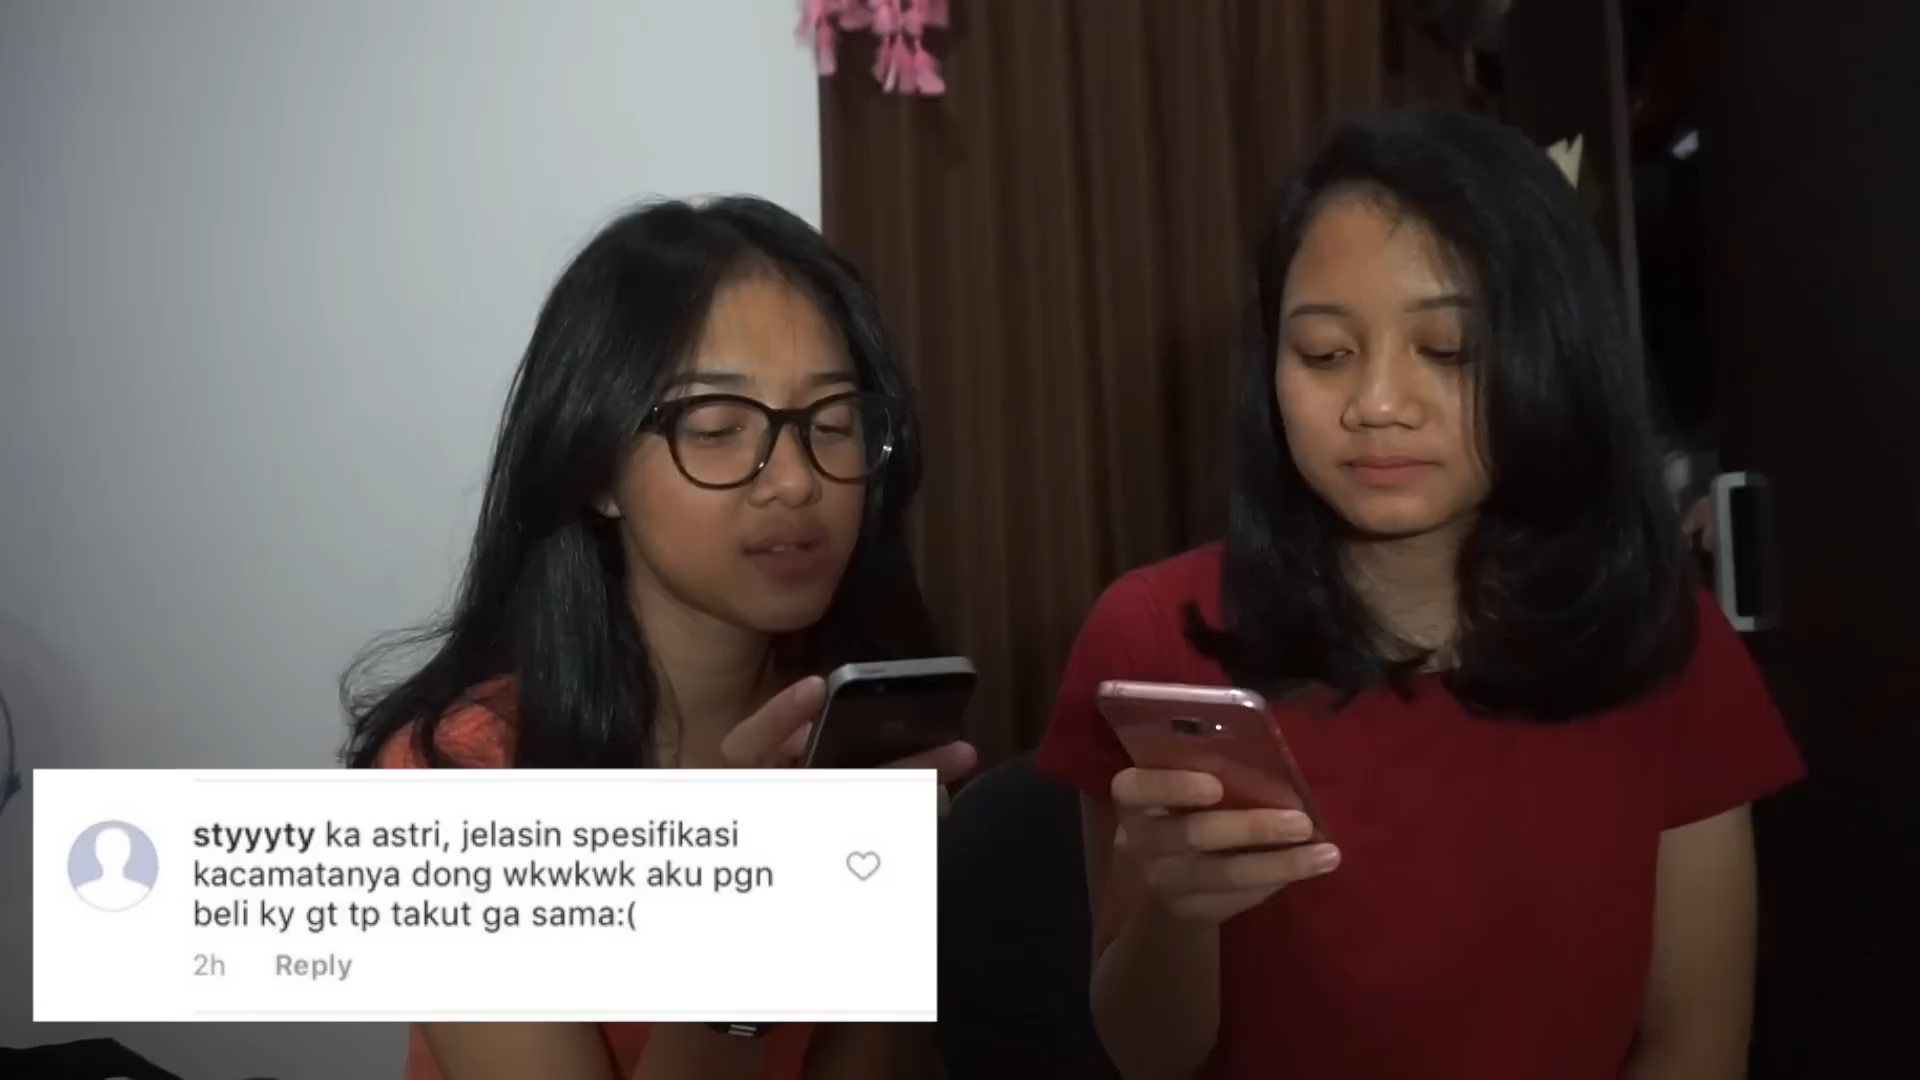 styyyty ka astri, jelasin spesifikasi
kacamatanya dong wkwkwk aku pgn
beli ky gt tp takut ga sama:(
2h Reply